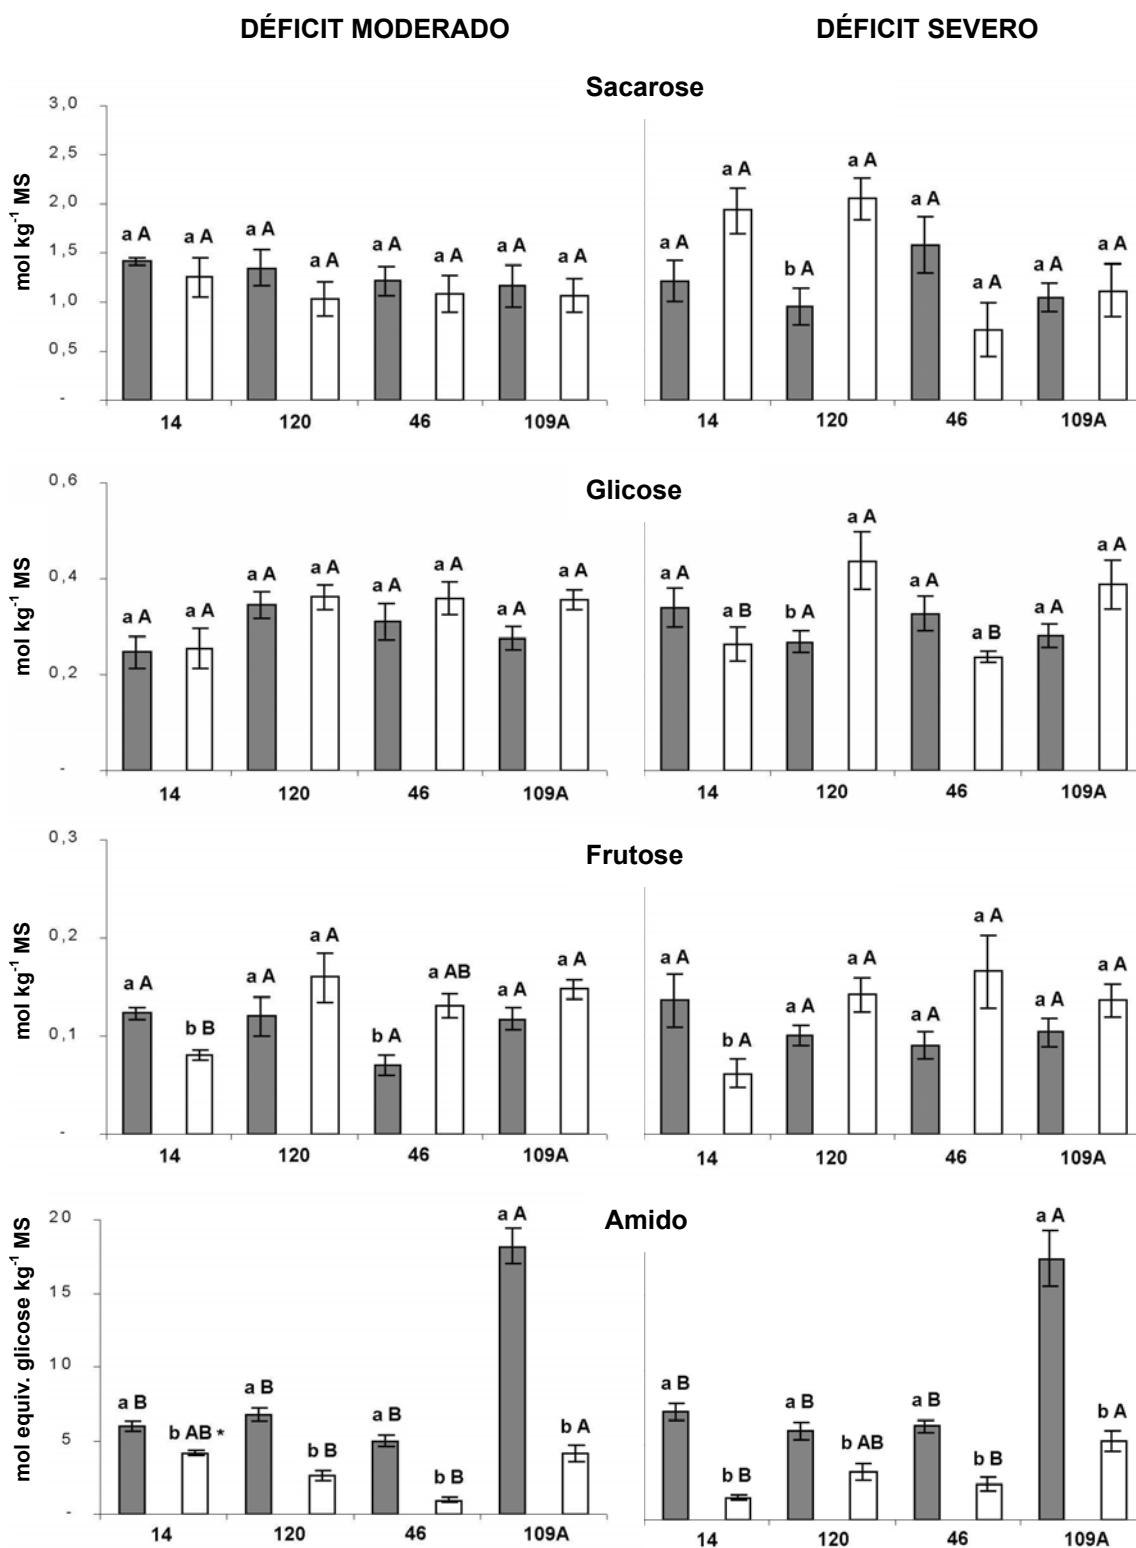 DÉFICIT MODERADO DÉFICIT SEVERO
Sacarose
mol kg-1 MS
3,0
2,5
2,0
1,5
1,0
0,5
-
a A a A a A a A a A a A a A a A
14 120 46 109A
a A a A b A a A a A a A a A a A
14 120 46 109A
Glicose
mol kg-1 MS
0,6
0,4
0,2
-
a A a A a A a A a A a A a A a A
14 120 46 109A
a A a B b A a A a A a B a A a A
14 120 46 109A
Frutose
mol kg-1 MS
0,3
0,2
0,1
-
a A b B a A a A b A a AB a A a A
14 120 46 109A
a A b A a A a A a A a A a A a A
14 120 46 109A
Amido
mol equiv. glicose kg-1 MS
20
15
10
5
-
a B b AB * a B b B a B b B a A b A
14 120 46 109A
a B b B a B b AB a B b B a A b A
14 120 46 109A